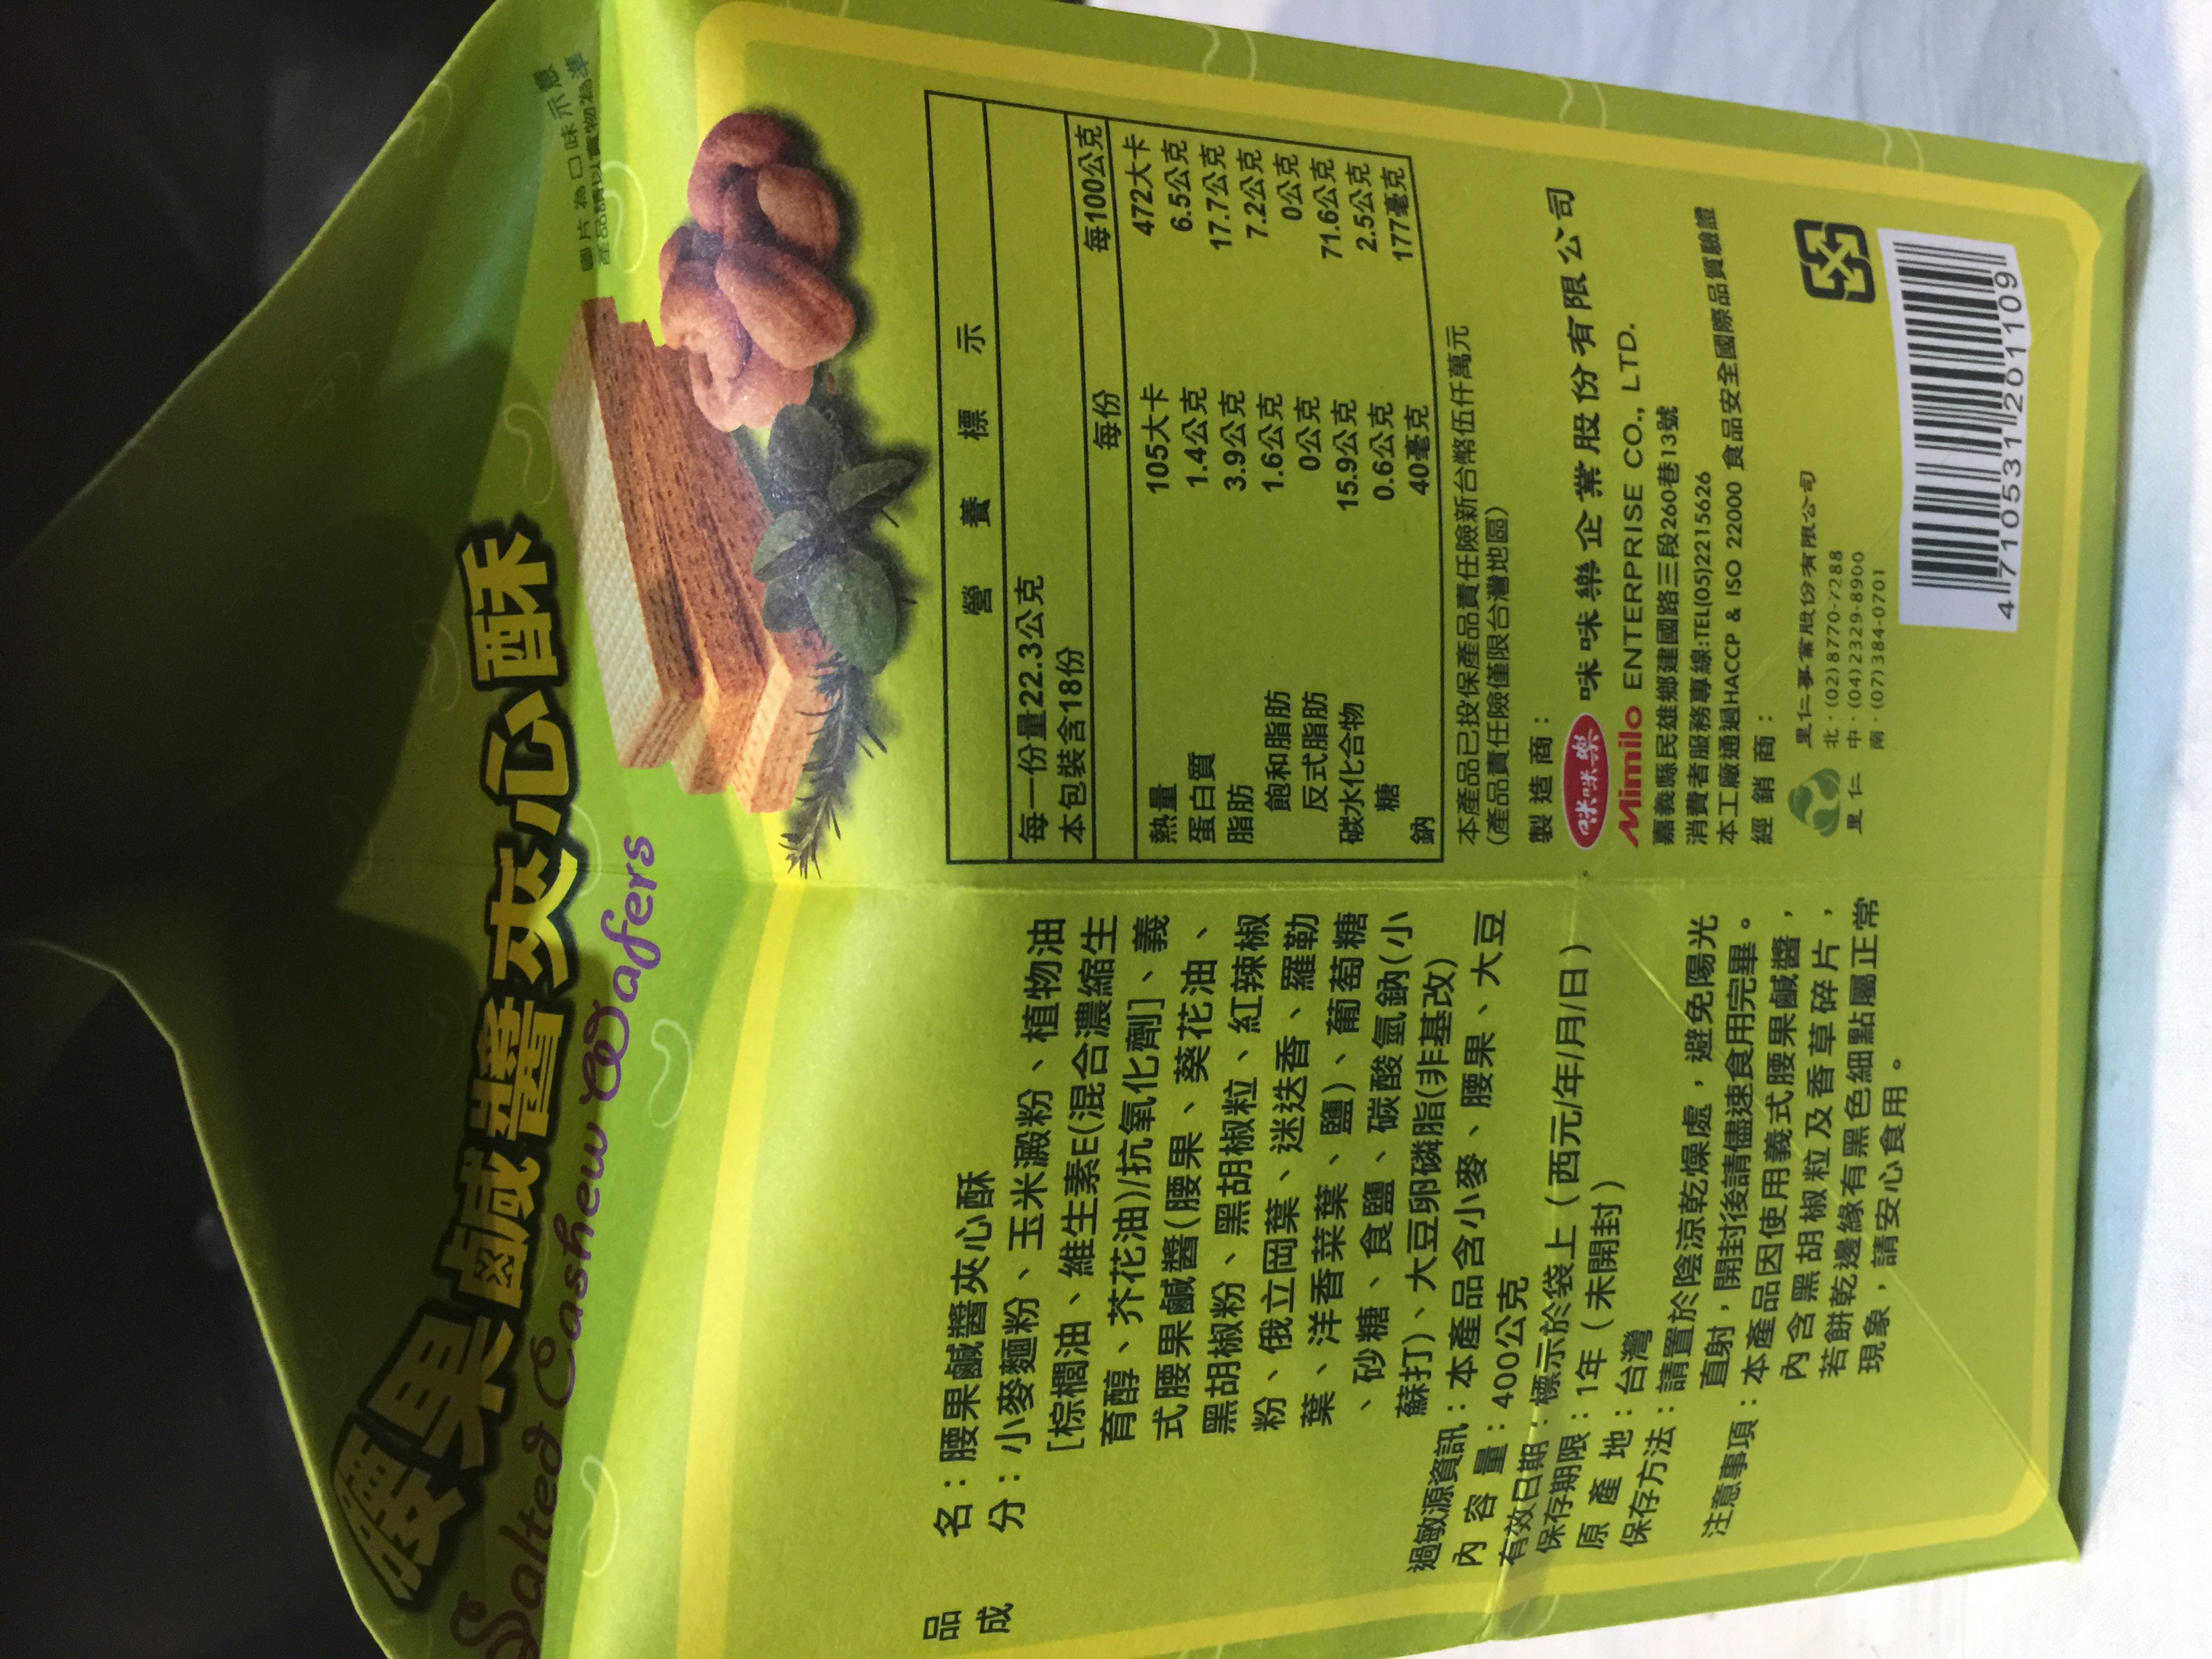 腰果鹹醬夾心酥
Salted Cashew Wafers
圖片為口味示意
產品請以實物為準
品名：腰果鹹醬夾心酥
成分：小麥麵粉、玉米澱粉、植物油
[棕櫚油、維生素E(混合濃縮生
育醇、芥花油)/抗氧化劑]、義
式腰果鹹醬(腰果、葵花油、
黑胡椒粉、黑胡椒粒、紅辣椒
粉、俄立岡葉、迷迭香、羅勒
葉、洋香菜葉、鹽)、葡萄糖
、砂糖、食鹽、碳酸氫鈉(小
蘇打)、大豆卵磷脂(非基改)
過敏源資訊：本產品含小麥、腰果、大豆
內容量：400公克
有效日期：標示於袋上（西元/年/月/日）
保存期限：1年（未開封）
原產地：台灣
保存方法：請置於陰涼乾燥處，避免陽光
直射，開封後請儘速食用完畢。
注意事項：本產品因使用義式腰果鹹醬，
內含黑胡椒粒及香草碎片，
若餅乾邊緣有黑色細點屬正常
現象，請安心食用。
營養標示
每一份量22.3公克
本包裝含18份
每份 每100公克
熱量 105大卡 472大卡
蛋白質 1.4公克 6.5公克
脂肪 3.9公克 17.7公克
飽和脂肪 1.6公克 7.2公克
反式脂肪 0公克 0公克
碳水化合物 15.9公克 71.6公克
糖 0.6公克 2.5公克
鈉 40毫克 177毫克
本產品已投保產品責任險新台幣伍仟萬元
(產品責任險僅限台灣地區)
製造商：
咪咪樂 咪咪樂企業股份有限公司
Mimilo ENTERPRISE CO., LTD.
嘉義縣民雄鄉建國路三段260巷13號
消費者服務專線:TEL(05)2215626
本工廠通過HACCP & ISO 22000 食品安全國際品質驗證
經銷商：
里仁 里仁事業股份有限公司
北·(02)8770-7288
中·(04)2329-8900
南·(07)384-0701
4 710531 201109